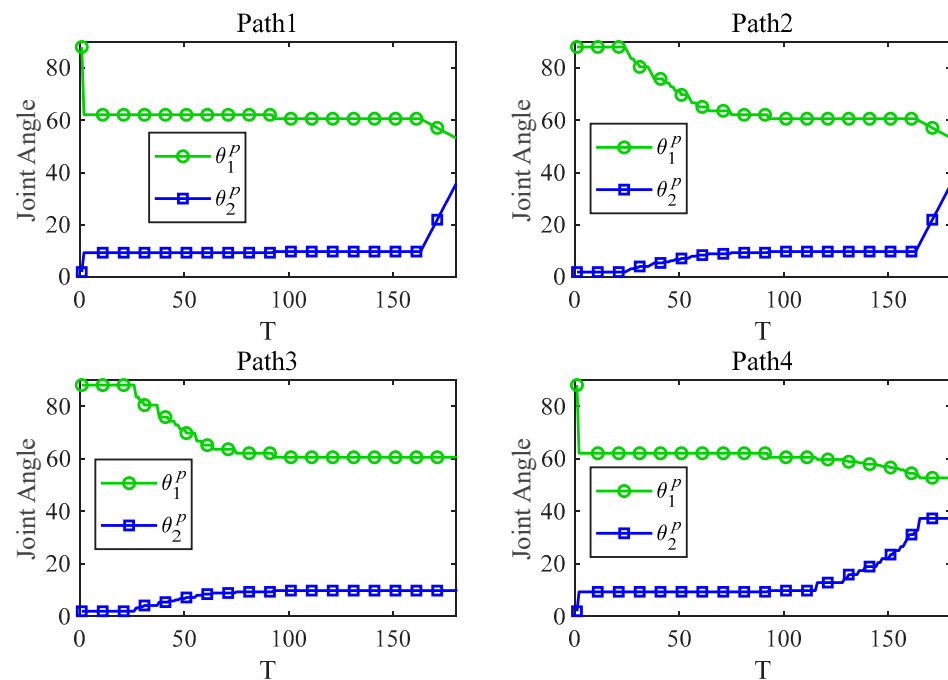 Path1
Joint Angle
80
60
40
20
0
θ₁ᵖ
θ₂ᵖ
0 50 100 150
T
Path2
Joint Angle
80
60
40
20
0
θ₁ᵖ
θ₂ᵖ
0 50 100 150
T
Path3
Joint Angle
80
60
40
20
0
θ₁ᵖ
θ₂ᵖ
0 50 100 150
T
Path4
Joint Angle
80
60
40
20
0
θ₁ᵖ
θ₂ᵖ
0 50 100 150
T